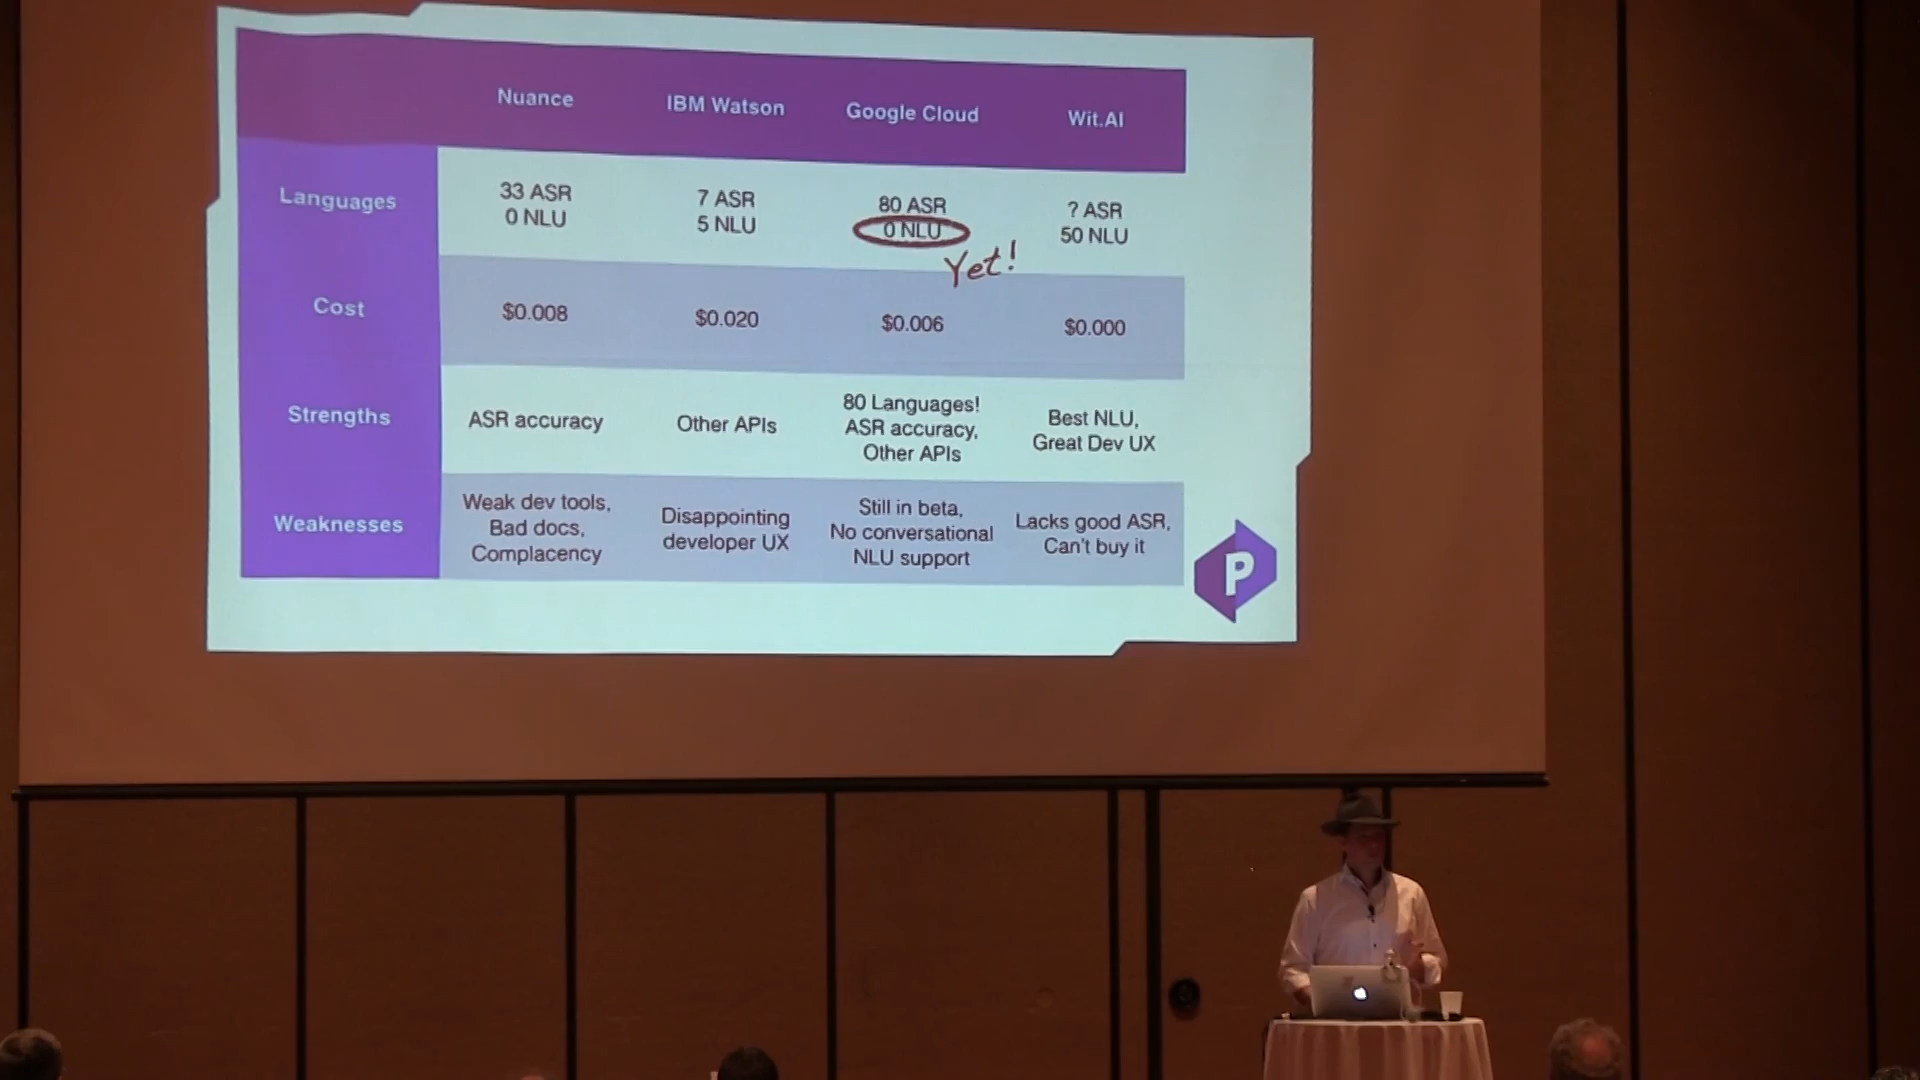 Nuance
IBM Watson
Google Cloud
Wit.AI
Languages
33 ASR
0 NLU
7 ASR
5 NLU
80 ASR
0 NLU
Yet!
? ASR
50 NLU
Cost
$0.008
$0.020
$0.006
$0.000
Strengths
ASR accuracy
Other APIs
80 Languages!
ASR accuracy,
Other APIs
Best NLU,
Great Dev UX
Weaknesses
Weak dev tools,
Bad docs,
Complacency
Disappointing
developer UX
Still in beta,
No conversational
NLU support
Lacks good ASR,
Can't buy it
P